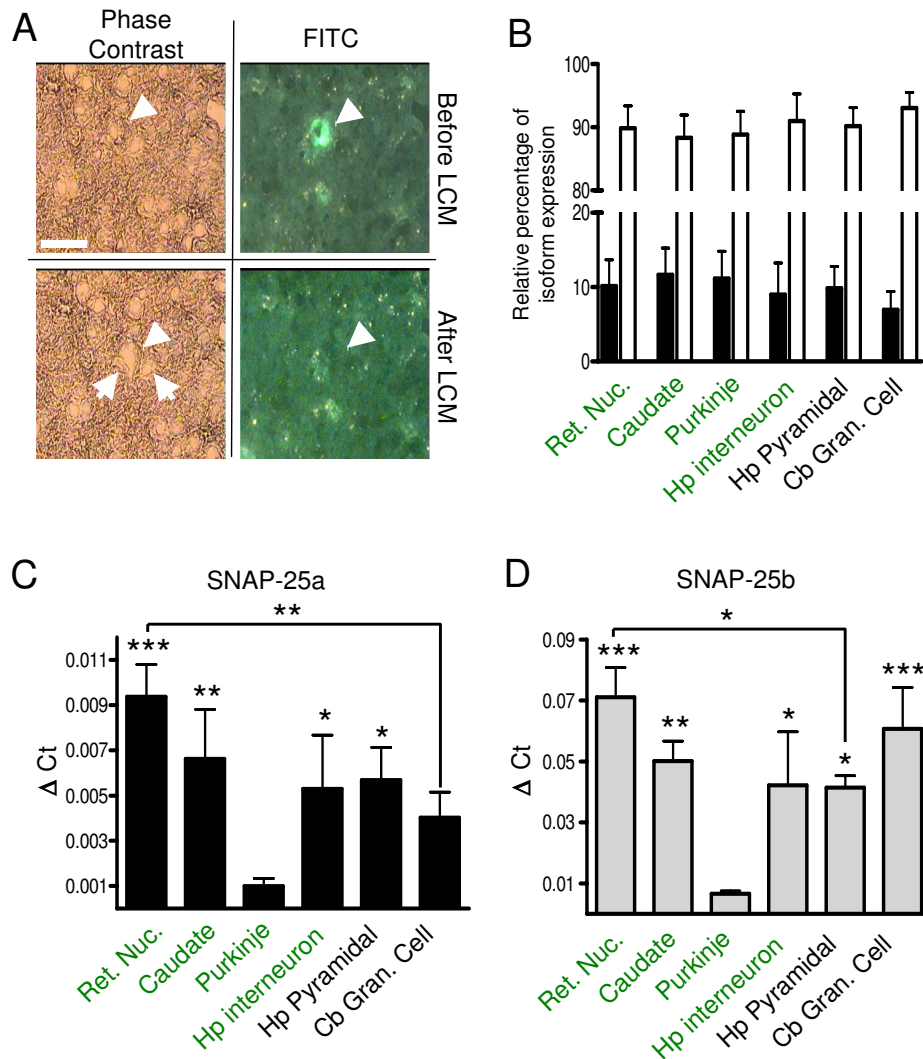 A
Phase
Contrast
FITC
Before LCM
After LCM
B
Relative percentage of
isoform expression
100
90
80
20
10
0
Ret. Nuc.
Caudate
Purkinje
Hp interneuron
Hp Pyramidal
Cb Gran. Cell
C
SNAP-25a
**
Δ Ct
0.011
0.009
0.007
0.005
0.003
0.001
***
**
*
*
Ret. Nuc.
Caudate
Purkinje
Hp interneuron
Hp Pyramidal
Cb Gran. Cell
D
SNAP-25b
*
Δ Ct
0.09
0.07
0.05
0.03
0.01
***
**
*
*
***
Ret. Nuc.
Caudate
Purkinje
Hp interneuron
Hp Pyramidal
Cb Gran. Cell